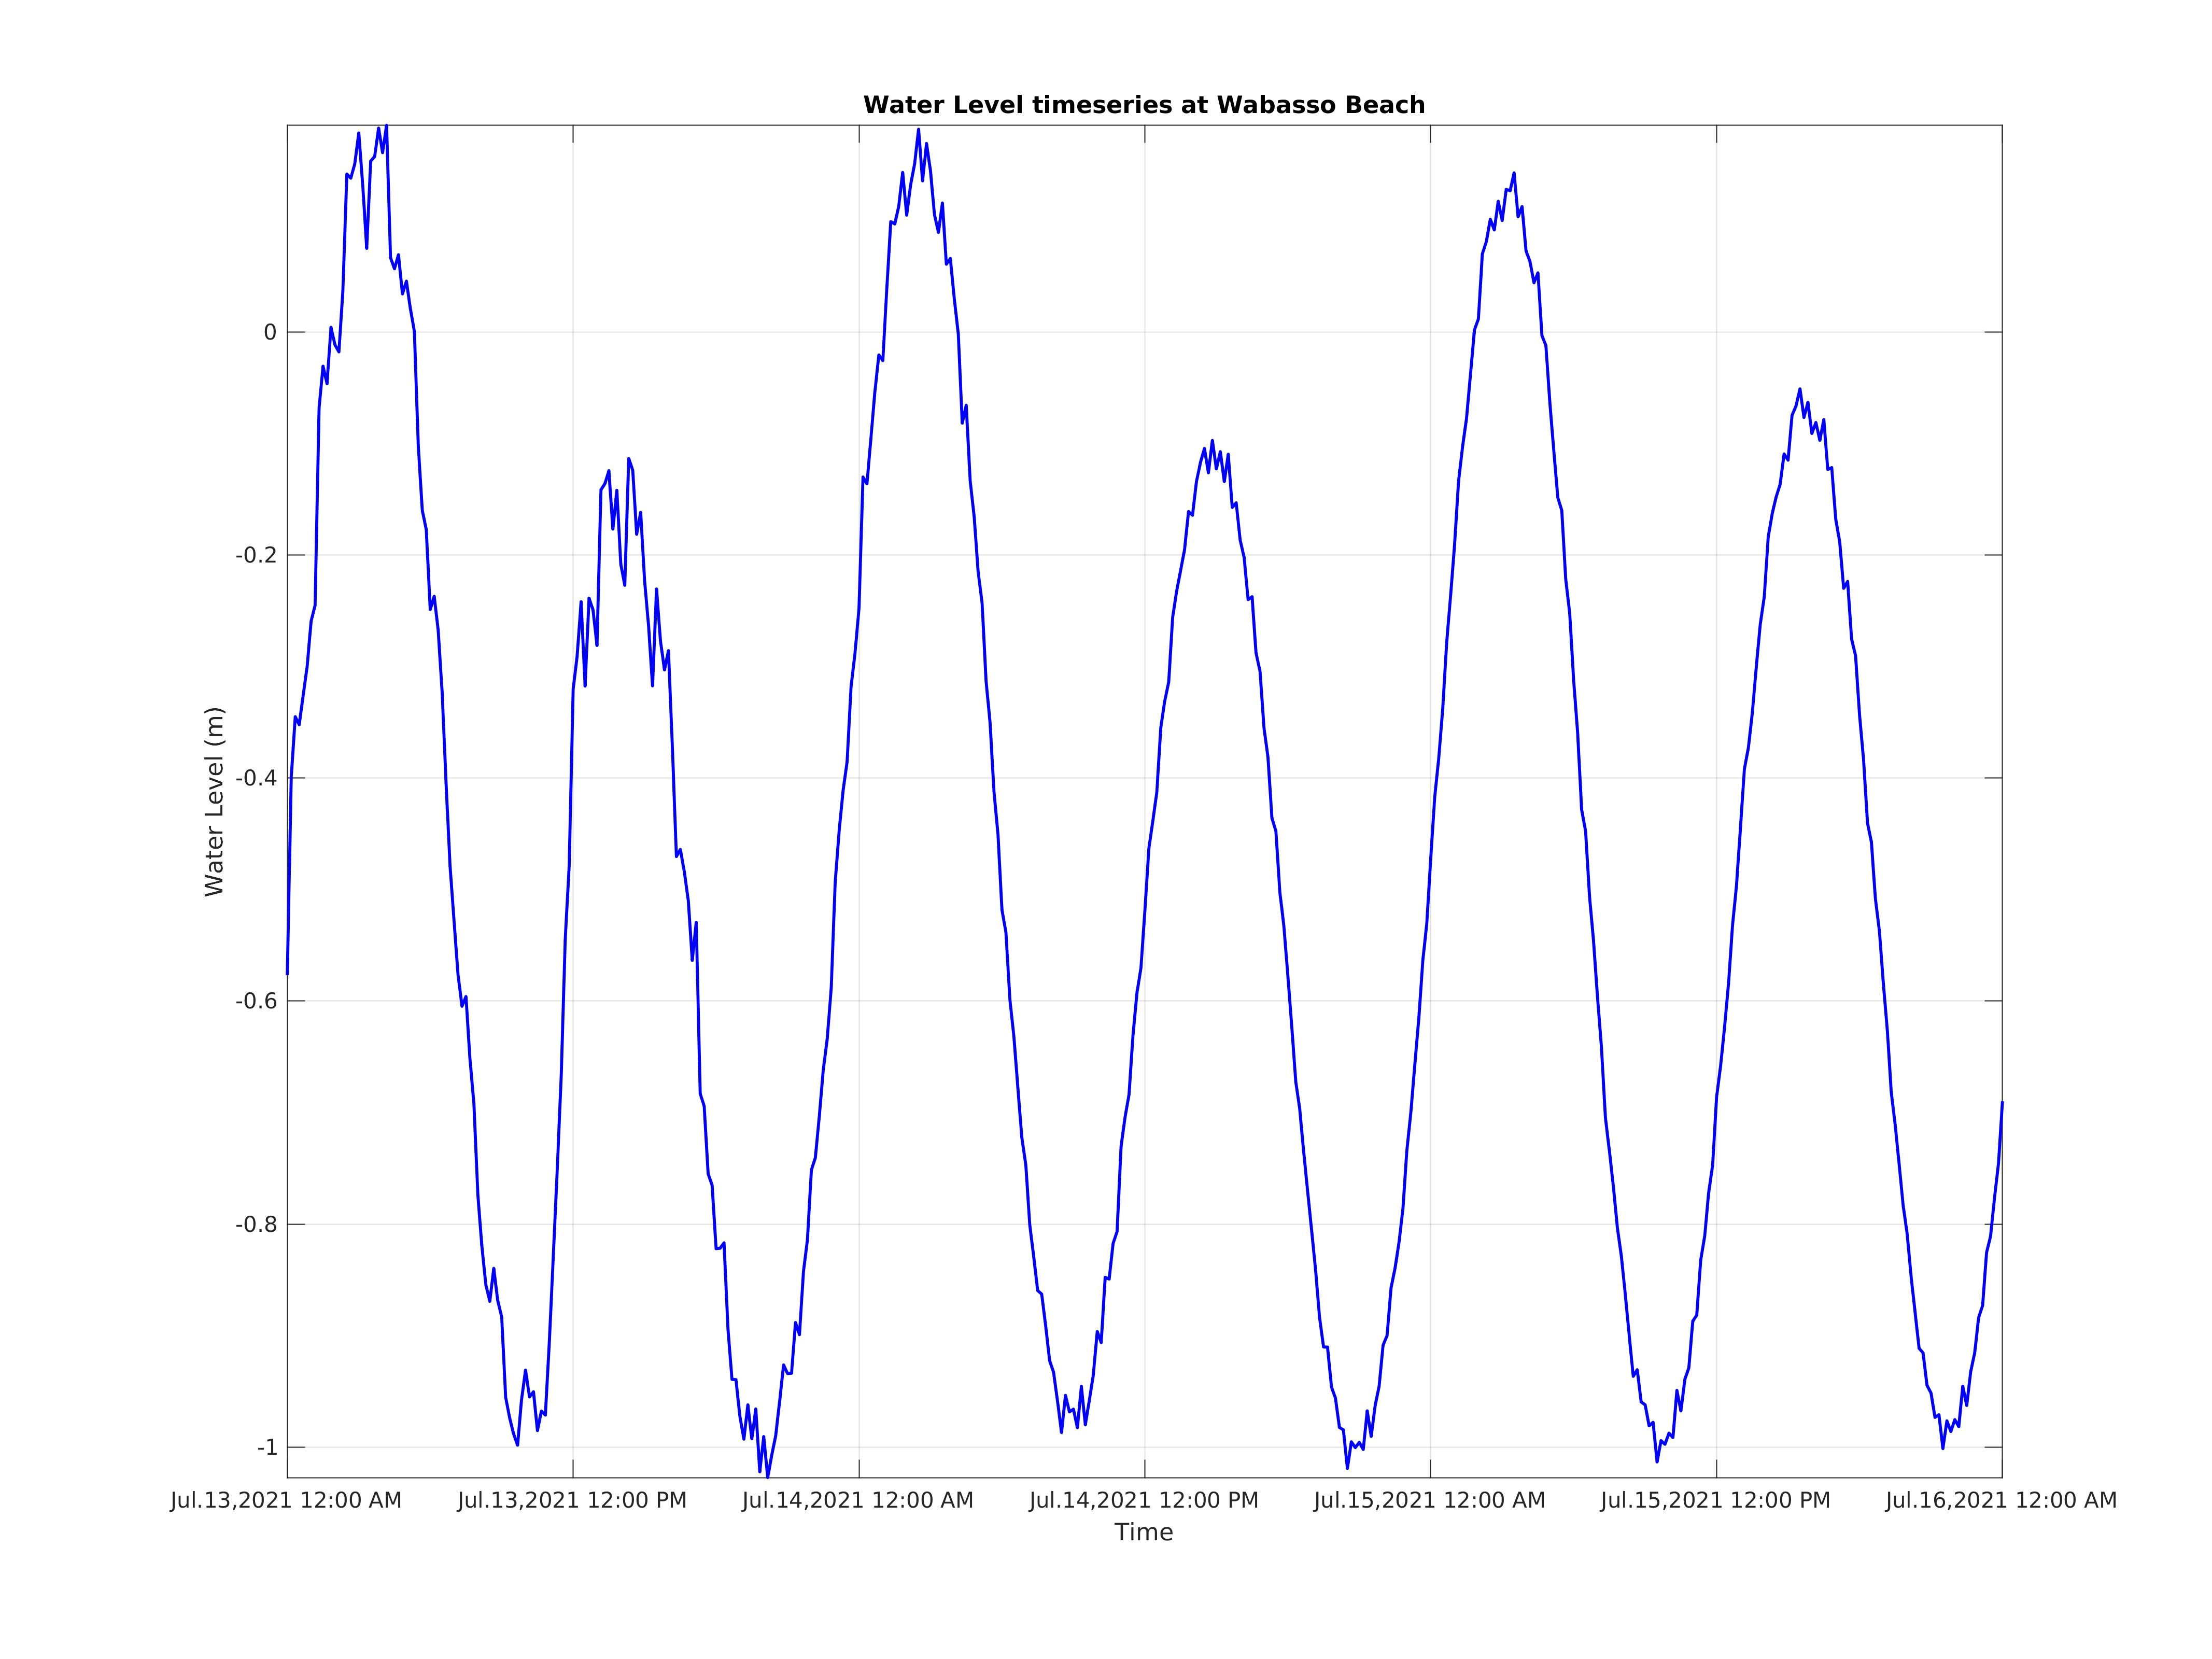 Water Level timeseries at Wabasso Beach
0
-0.2
-0.4
-0.6
-0.8
-1
Water Level (m)
Jul.13,2021 12:00 AM
Jul.13,2021 12:00 PM
Jul.14,2021 12:00 AM
Jul.14,2021 12:00 PM
Jul.15,2021 12:00 AM
Jul.15,2021 12:00 PM
Jul.16,2021 12:00 AM
Time